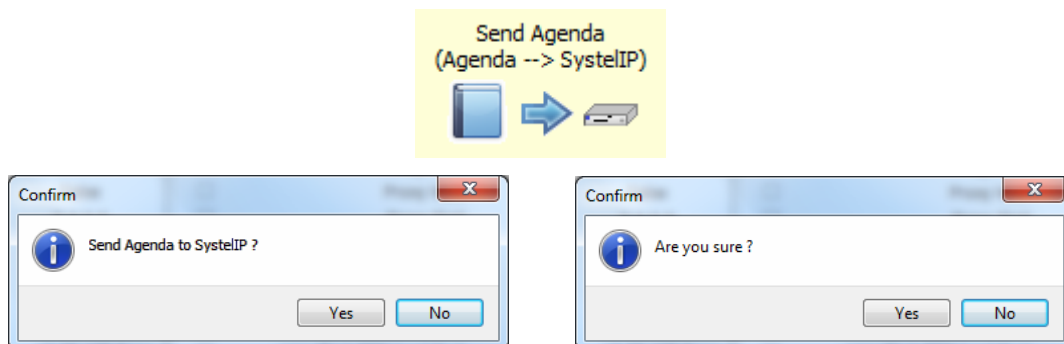 Send Agenda
(Agenda --> SystelIP)
Confirm
Send Agenda to SystelIP ?
Yes
No
Confirm
Are you sure ?
Yes
No